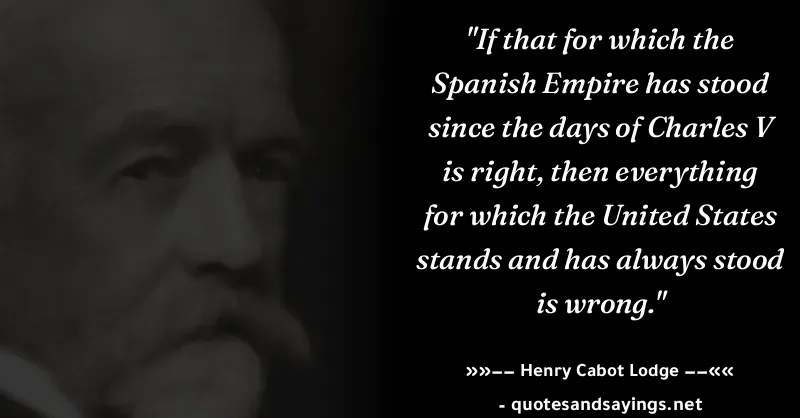 "If that for which the
Spanish Empire has stood
since the days of Charles V
is right, then everything
for which the United States
stands and has always stood
is wrong."
»»–– Henry Cabot Lodge ––««
- quotesandsayings.net